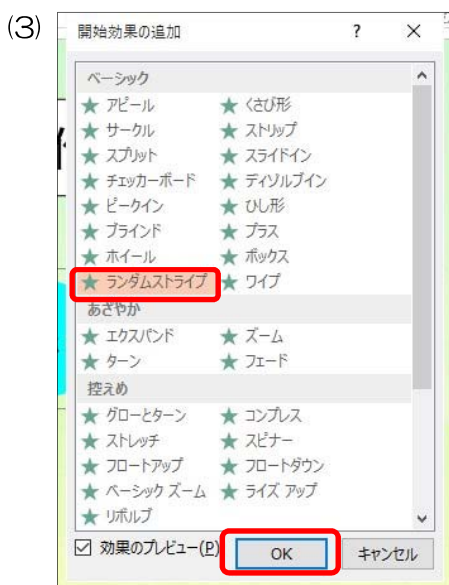 (3)
開始効果の追加 ? ×
ベーシック
アピール くさび形
サークル ストリップ
スプリット スライドイン
チェッカーボード ディゾルブイン
ピークイン ひし形
ブラインド プラス
ホイール ボックス
ランダムストライプ ワイプ
あざやか
エクスパンド ズーム
ターン フェード
控えめ
グローとターン コンプレス
ストレッチ スピナー
フロートアップ フロートダウン
ベーシック ズーム ライズ アップ
リボルブ
効果のプレビュー(P) OK キャンセル